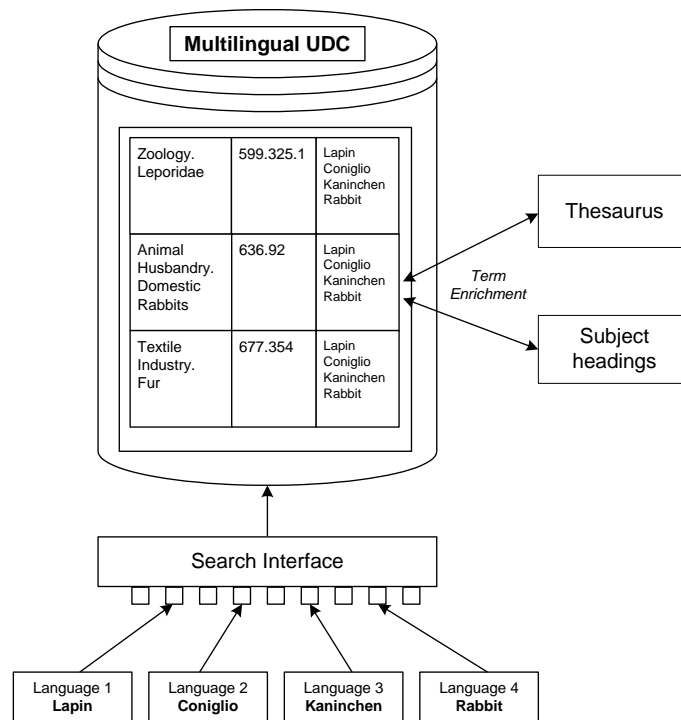 Multilingual UDC
Zoology.
Leporidae
599.325.1
Lapin
Coniglio
Kaninchen
Rabbit
Animal
Husbandry.
Domestic
Rabbits
636.92
Lapin
Coniglio
Kaninchen
Rabbit
Textile
Industry.
Fur
677.354
Lapin
Coniglio
Kaninchen
Rabbit
Term
Enrichment
Thesaurus
Subject
headings
Search Interface
Language 1
Lapin
Language 2
Coniglio
Language 3
Kaninchen
Language 4
Rabbit